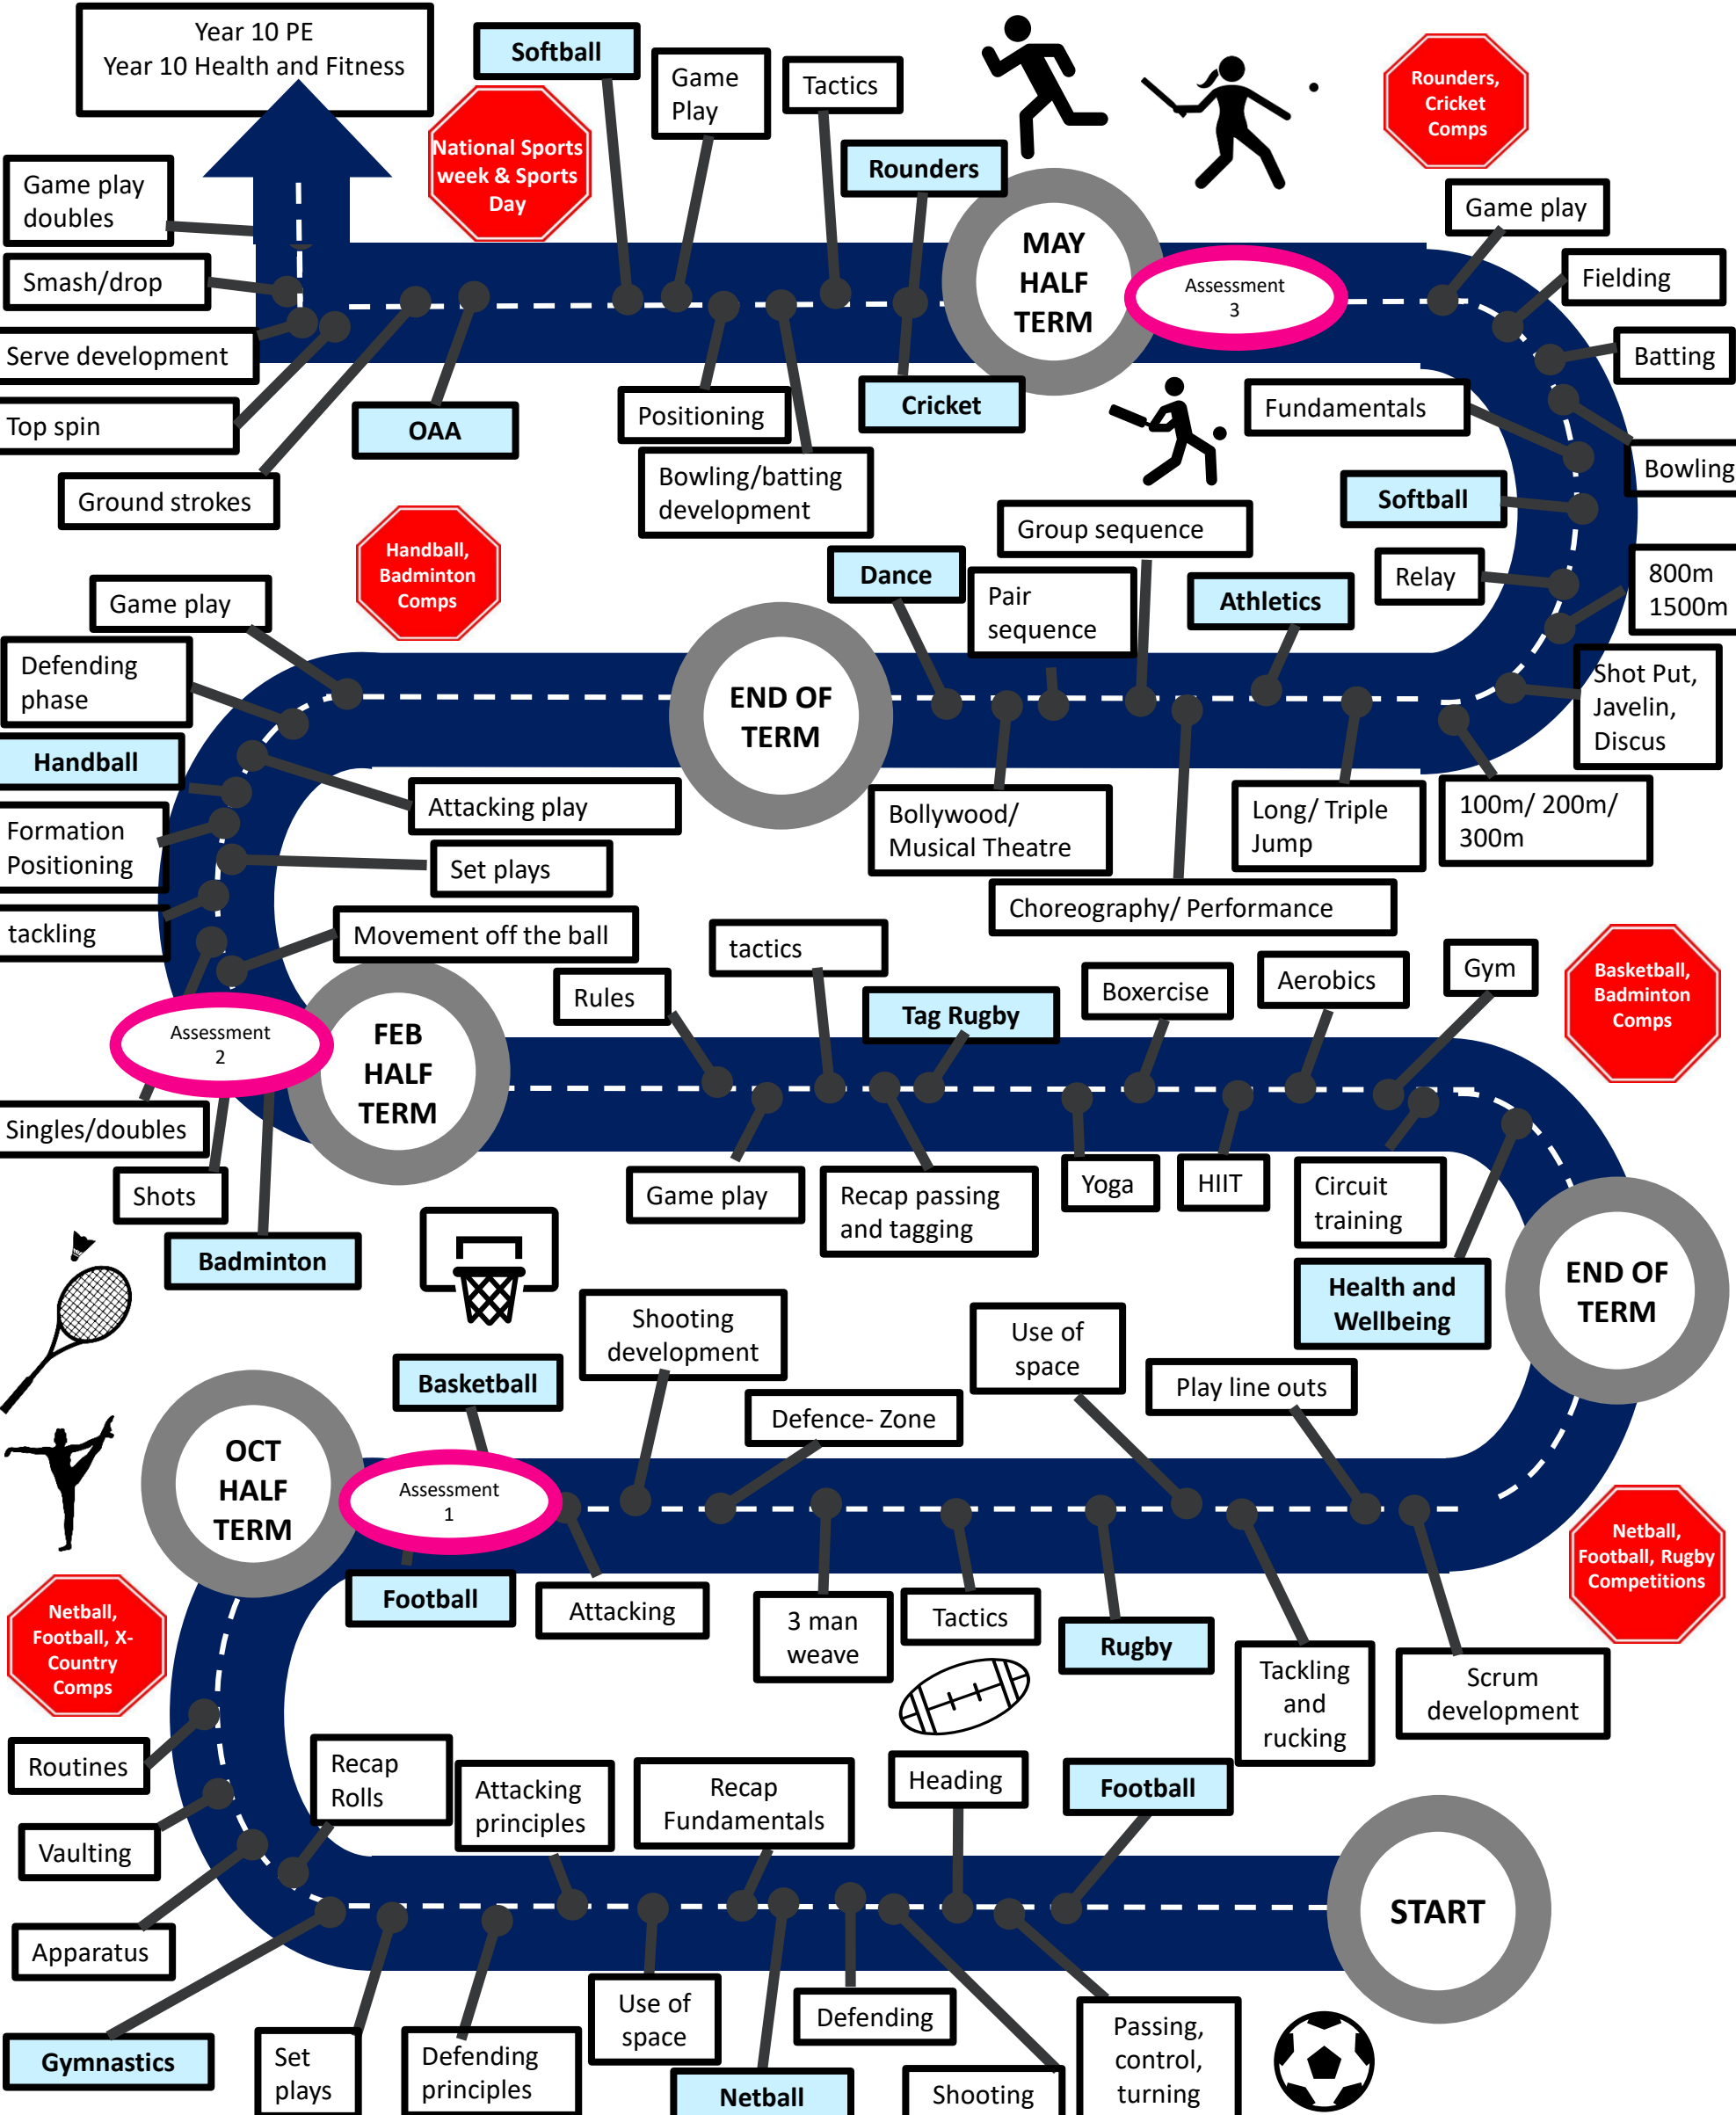 Year 10 PE
Year 10 Health and Fitness
Softball
Game
Play
Tactics
Rounders,
Cricket
Comps
National Sports
week & Sports
Day
Rounders
Game play
doubles
Game play
MAY
HALF
TERM
Assessment
3
Fielding
Smash/drop
Serve development
Batting
Top spin
OAA
Positioning
Cricket
Fundamentals
Bowling
Ground strokes
Bowling/batting
development
Softball
Group sequence
Handball,
Badminton
Comps
Dance
Pair
sequence
Athletics
Relay
800m
1500m
Game play
Defending
phase
END OF
TERM
Shot Put,
Javelin,
Discus
Handball
Attacking play
Bollywood/
Musical Theatre
Long/ Triple
Jump
100m/ 200m/
300m
Formation
Positioning
Set plays
Choreography/ Performance
tackling
Movement off the ball
tactics
Rules
Tag Rugby
Boxercise
Aerobics
Gym
Basketball,
Badminton
Comps
Assessment
2
FEB
HALF
TERM
Singles/doubles
Shots
Game play
Recap passing
and tagging
Yoga
HIIT
Circuit
training
Badminton
Health and
Wellbeing
END OF
TERM
Shooting
development
Use of
space
Basketball
Play line outs
Defence- Zone
OCT
HALF
TERM
Assessment
1
Netball,
Football, Rugby
Competitions
Football
Attacking
3 man
weave
Tactics
Rugby
Tackling
and
rucking
Scrum
development
Netball,
Football, X-
Country
Comps
Routines
Recap
Rolls
Attacking
principles
Recap
Fundamentals
Heading
Football
Vaulting
START
Apparatus
Gymnastics
Set
plays
Defending
principles
Use of
space
Netball
Defending
Shooting
Passing,
control,
turning